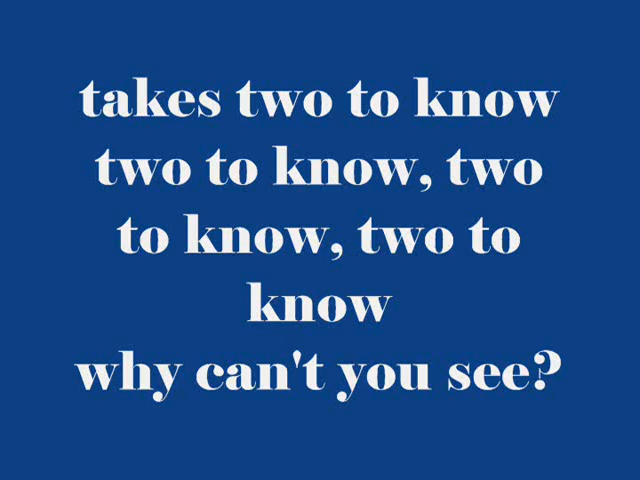 takes two to know
two to know, two
to know, two to
know
why can't you see?